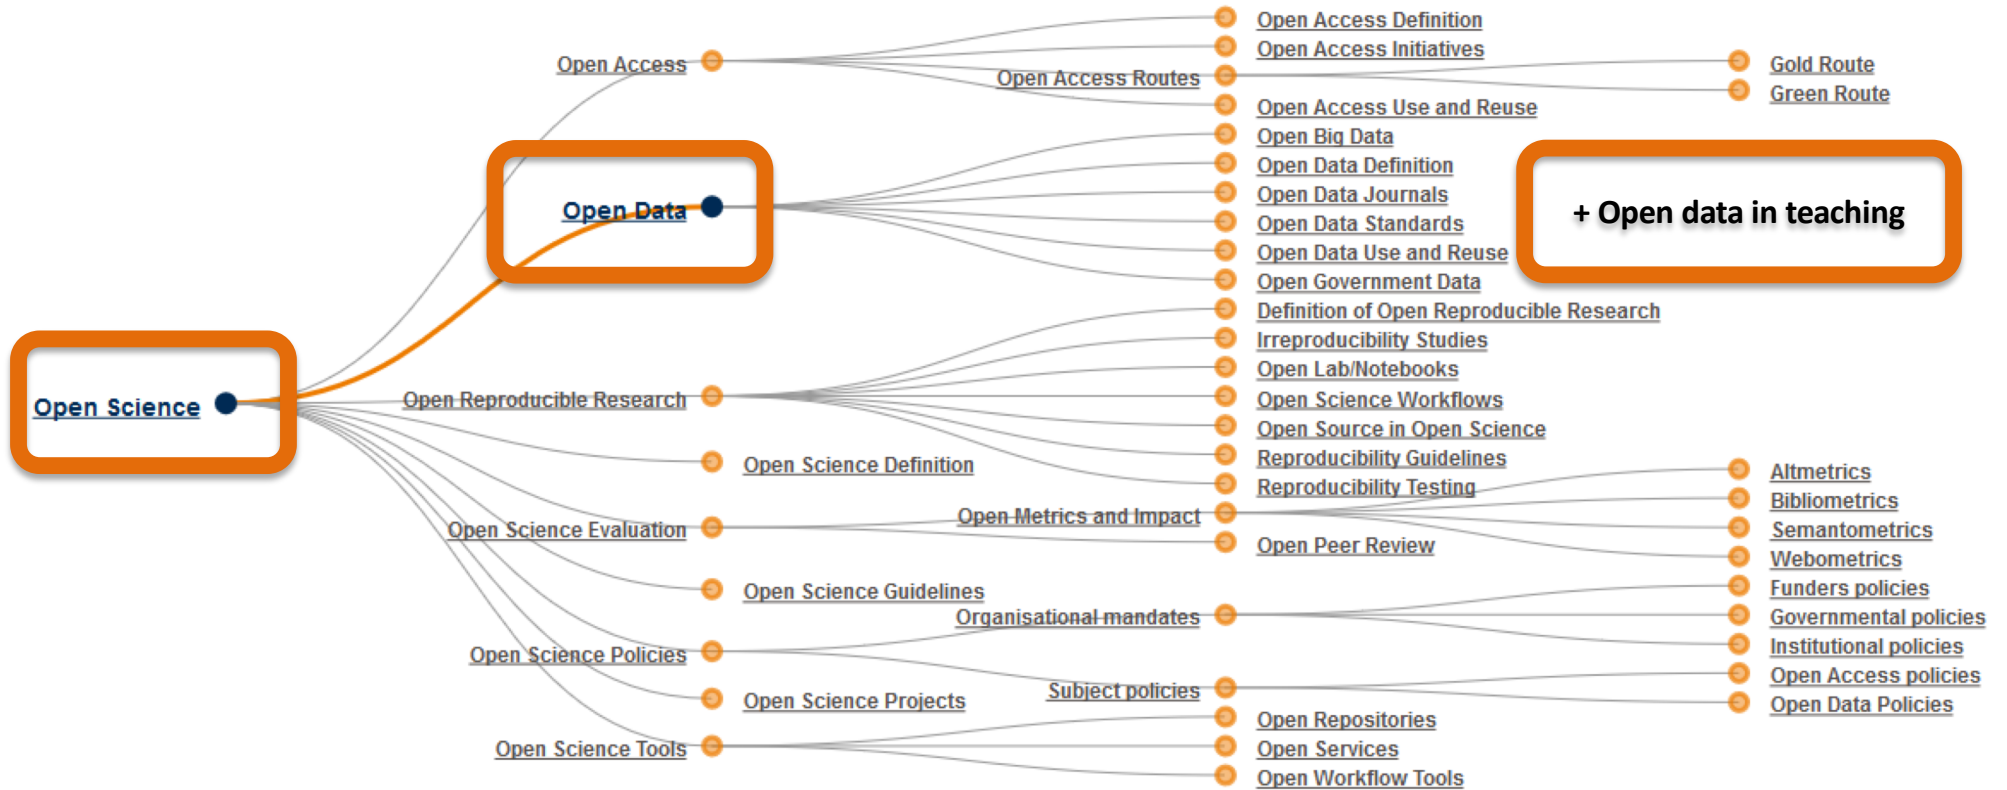 Open Science
Open Access
Open Access Definition
Open Access Initiatives
Open Access Routes
Gold Route
Green Route
Open Access Use and Reuse
Open Data
Open Big Data
Open Data Definition
Open Data Journals
Open Data Standards
Open Data Use and Reuse
Open Government Data
+ Open data in teaching
Open Reproducible Research
Definition of Open Reproducible Research
Irreproducibility Studies
Open Lab/Notebooks
Open Science Workflows
Open Source in Open Science
Reproducibility Guidelines
Reproducibility Testing
Open Science Definition
Open Science Evaluation
Open Metrics and Impact
Altmetrics
Bibliometrics
Semantometrics
Webometrics
Open Peer Review
Open Science Guidelines
Open Science Policies
Organisational mandates
Funders policies
Governmental policies
Institutional policies
Subject policies
Open Access policies
Open Data Policies
Open Science Projects
Open Science Tools
Open Repositories
Open Services
Open Workflow Tools